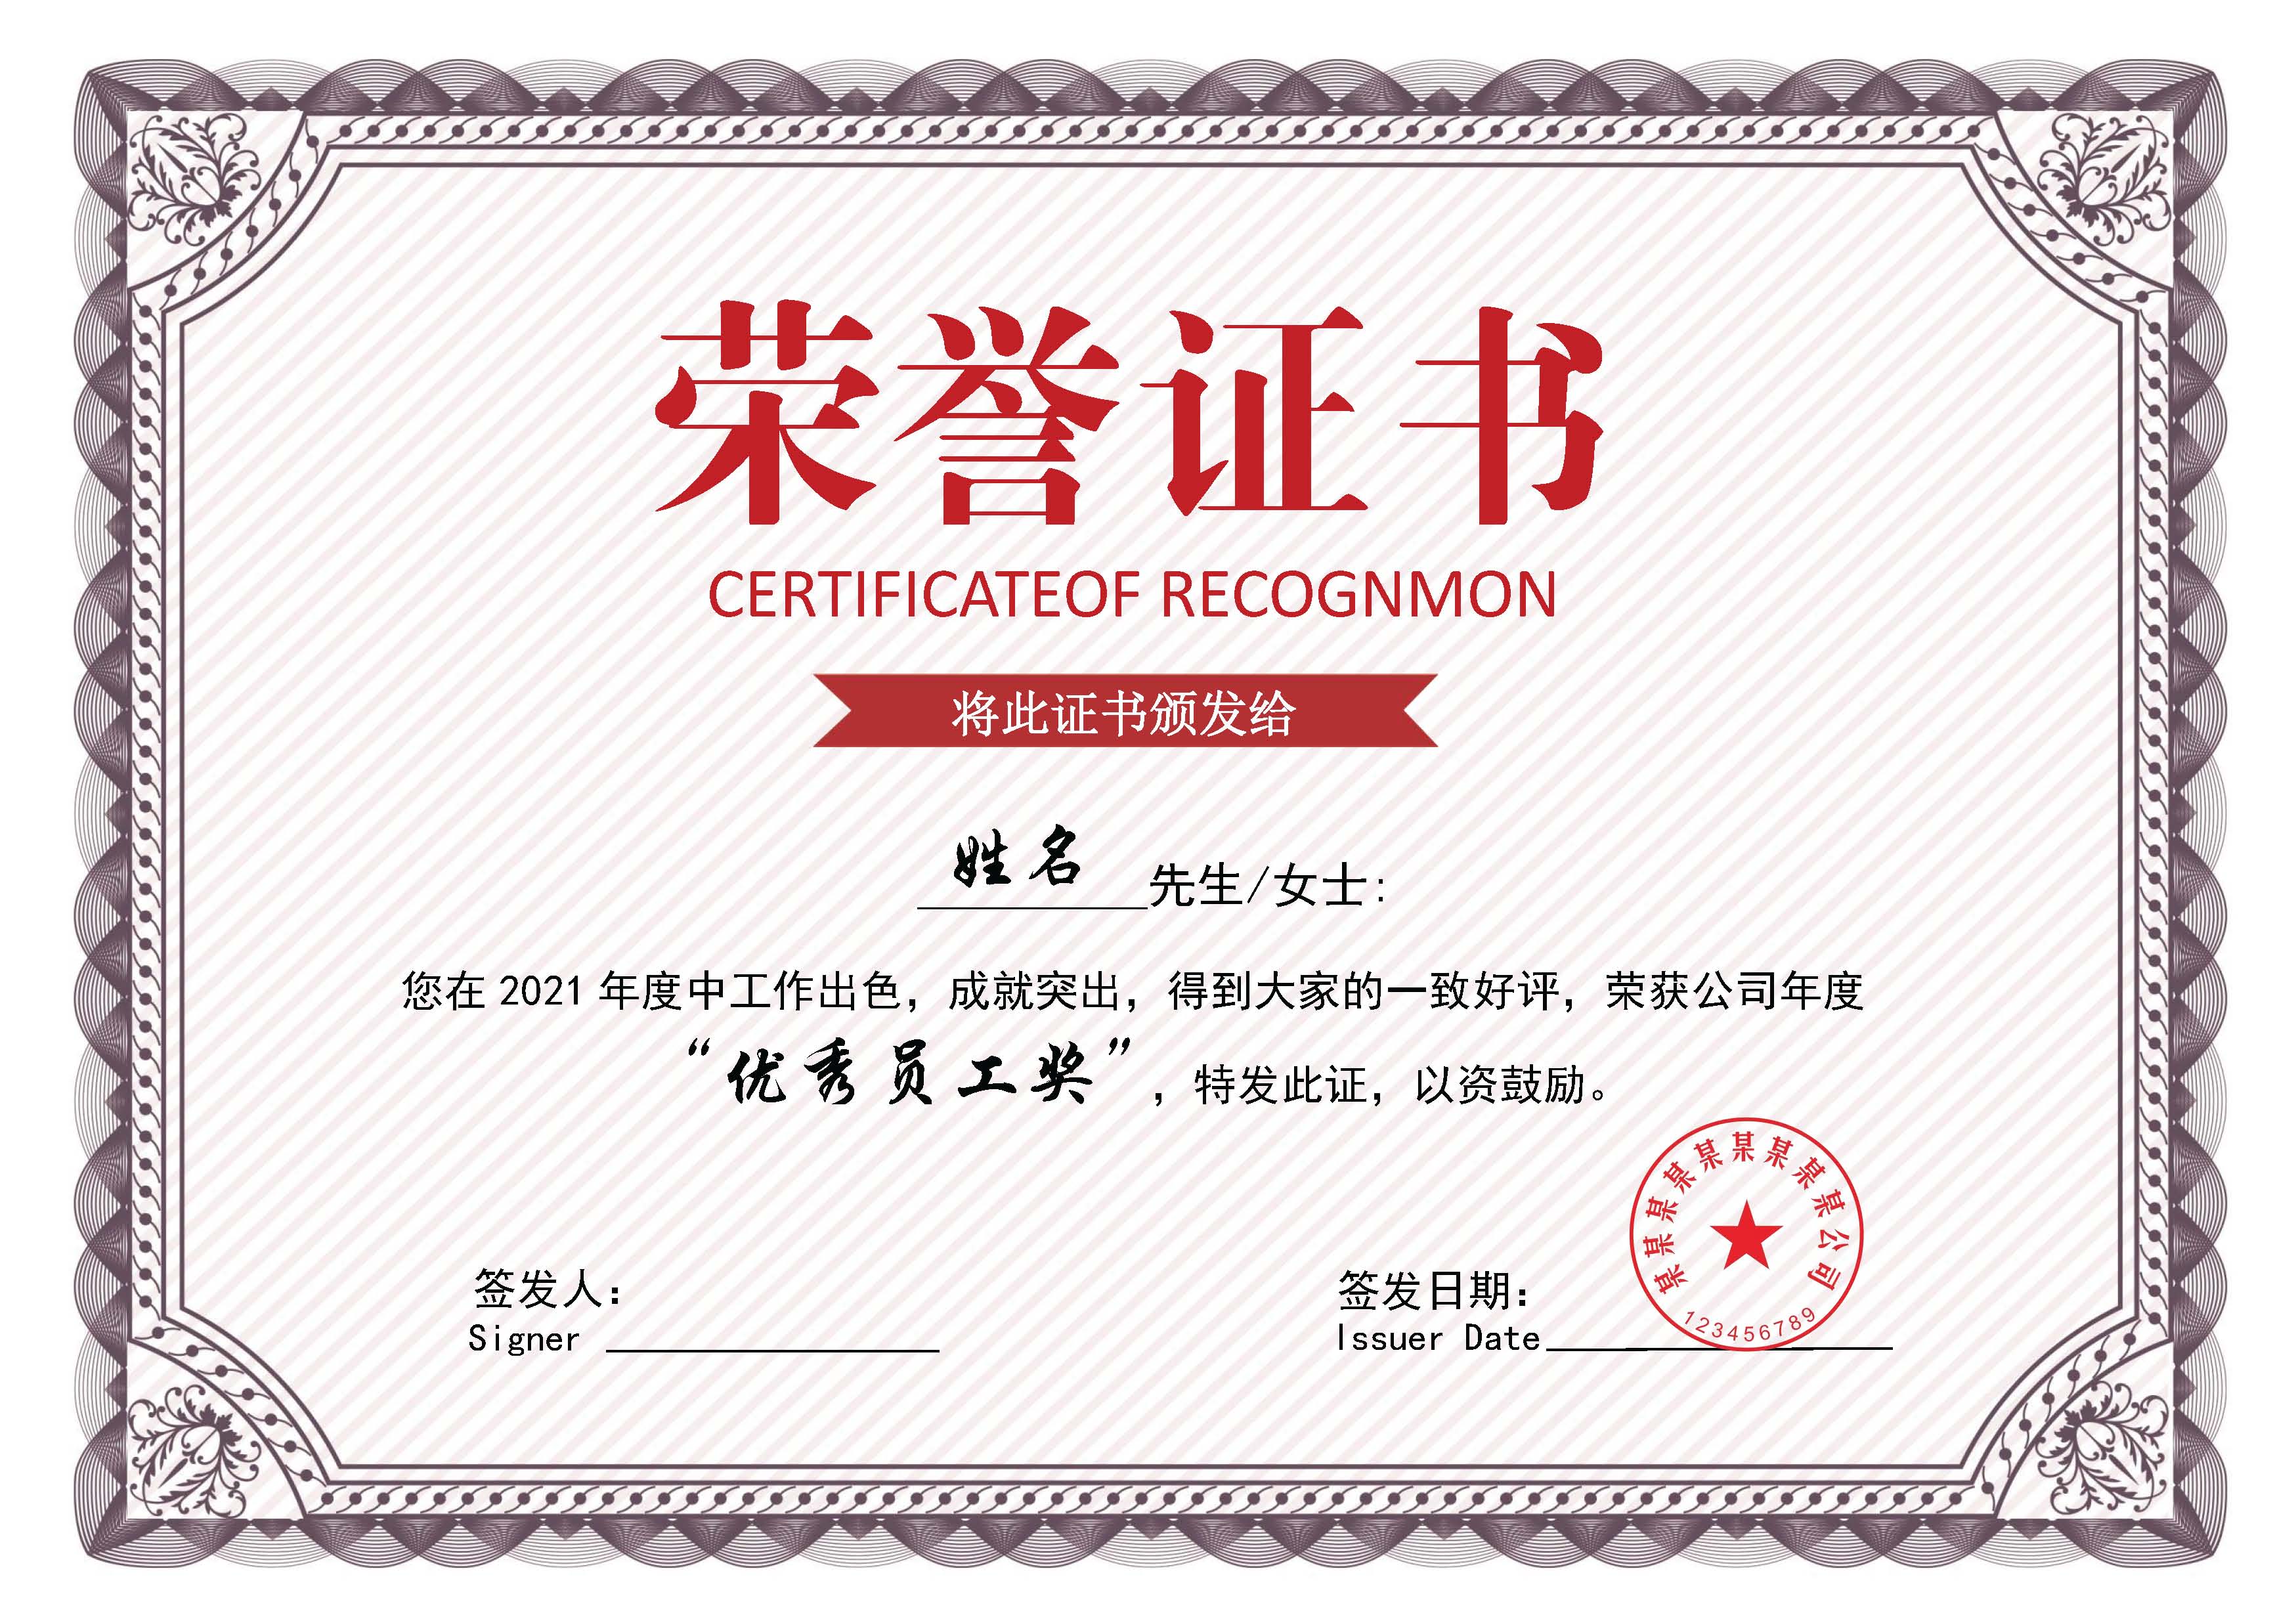 荣誉证书
CERTIFICATEOF RECOGNMON
将此证书颁发给
姓名 先生/女士:
您在 2021 年度中工作出色，成就突出，得到大家的一致好评，荣获公司年度
“优秀员工奖”，特发此证，以资鼓励。
某某某某某某某某某公司
123456789
签发人：
Signer
签发日期：
Issuer Date